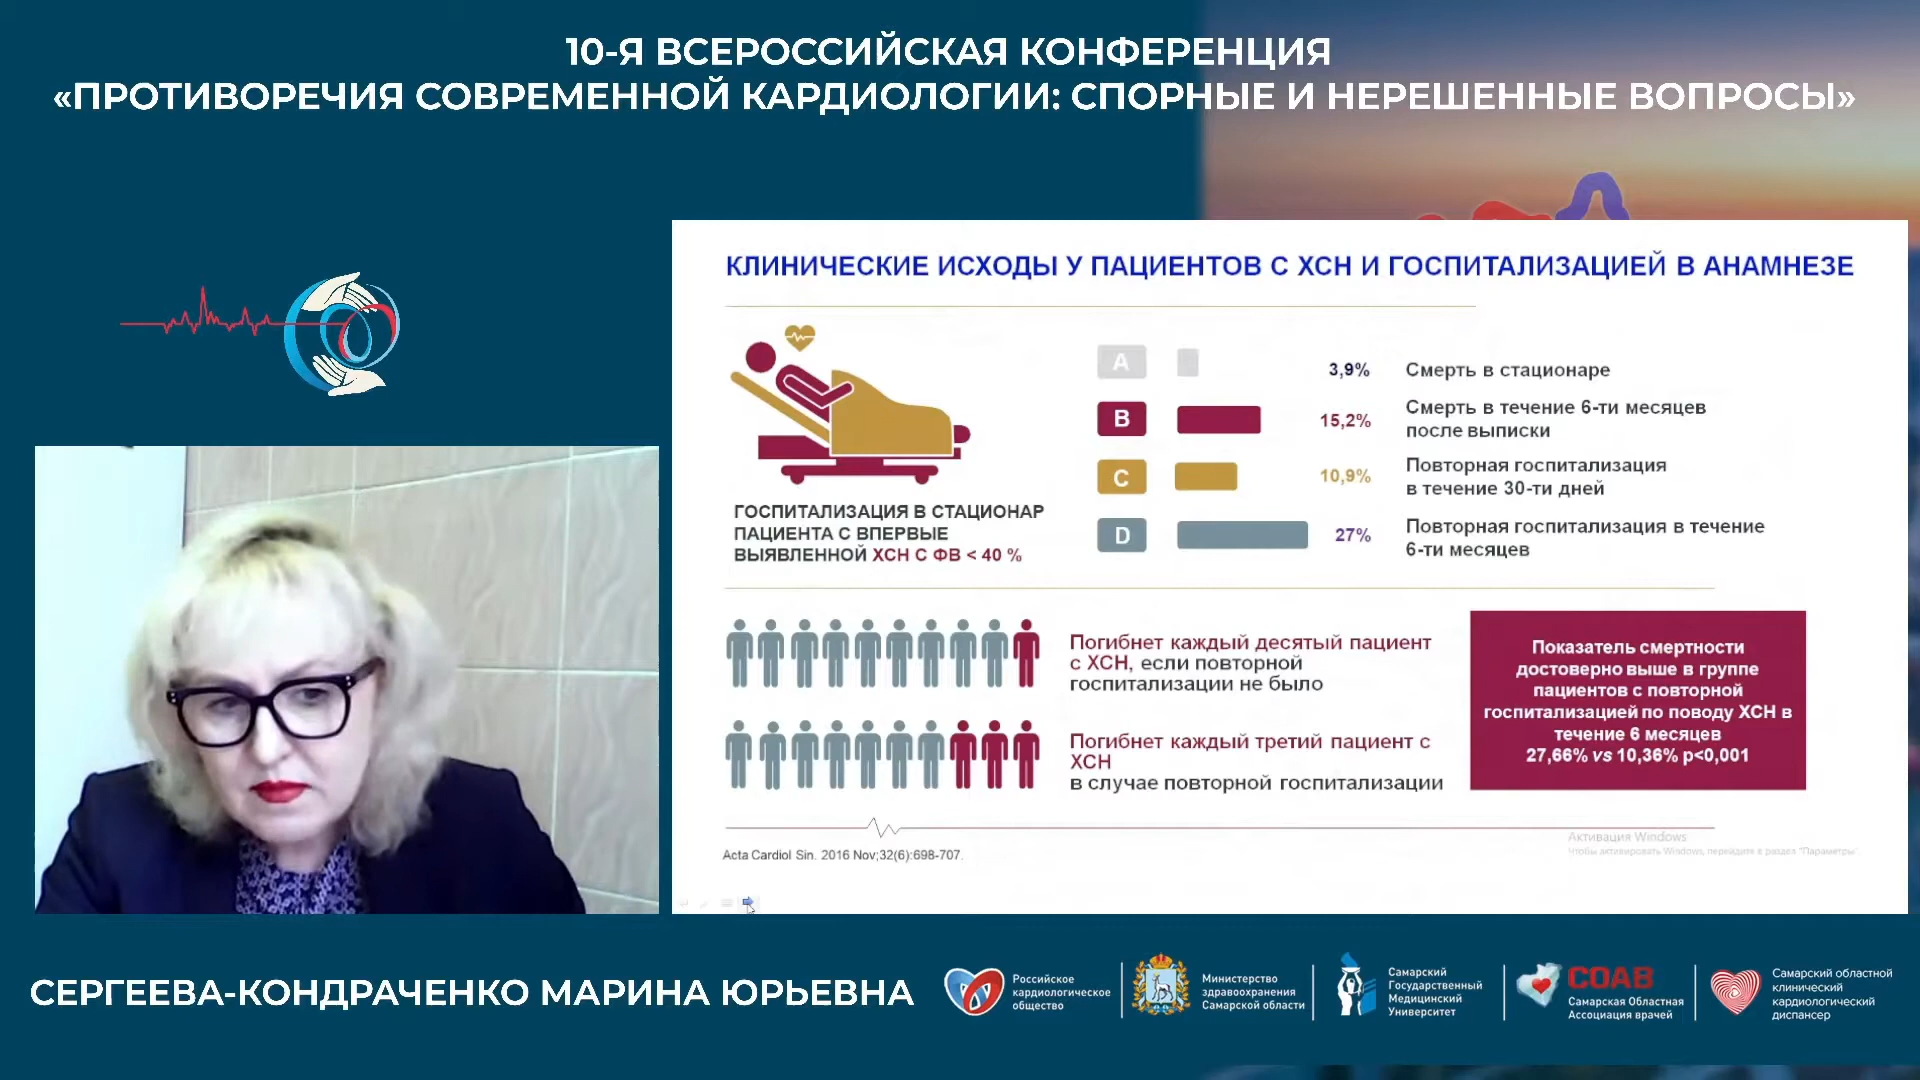 10-Я ВСЕРОССИЙСКАЯ КОНФЕРЕНЦИЯ
«ПРОТИВОРЕЧИЯ СОВРЕМЕННОЙ КАРДИОЛОГИИ: СПОРНЫЕ И НЕРЕШЕННЫЕ ВОПРОСЫ»
КЛИНИЧЕСКИЕ ИСХОДЫ У ПАЦИЕНТОВ С ХСН И ГОСПИТАЛИЗАЦИЕЙ В АНАМНЕЗЕ
ГОСПИТАЛИЗАЦИЯ В СТАЦИОНАР
ПАЦИЕНТА С ВПЕРВЫЕ
ВЫЯВЛЕННОЙ ХСН С ФВ < 40 %
A 3,9% Смерть в стационаре
B 15,2% Смерть в течение 6-ти месяцев
после выписки
C 10,9% Повторная госпитализация
в течение 30-ти дней
D 27% Повторная госпитализация в течение
6-ти месяцев
Погибнет каждый десятый пациент
с ХСН, если повторной
госпитализации не было
Погибнет каждый третий пациент с
ХСН
в случае повторной госпитализации
Показатель смертности
достоверно выше в группе
пациентов с повторной
госпитализацией по поводу ХСН в
течение 6 месяцев
27,66% vs 10,36% p<0,001
Активация Windows
Чтобы активировать Windows, перейдите в раздел "Параметры".
Acta Cardiol Sin. 2016 Nov;32(6):698-707.
СЕРГЕЕВА-КОНДРАЧЕНКО МАРИНА ЮРЬЕВНА
Российское
кардиологическое
общество
Министерство
здравоохранения
Самарской области
Самарский
Государственный
Медицинский
Университет
СОАВ
Самарская Областная
Ассоциация врачей
Самарский областной
клинический
кардиологический
диспансер